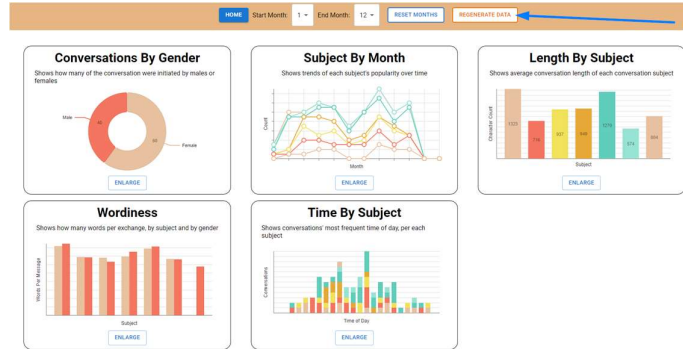 HOME Start Month: 1 End Month: 12 RESET MONTHS REGENERATE DATA
Conversations By Gender
Shows how many of the conversation were initiated by males or
females
Male
Female
ENLARGE
Subject By Month
Shows trends of each subject's popularity over time
Count
Month
ENLARGE
Length By Subject
Shows average conversation length of each conversation subject
Character Count
Subject
ENLARGE
Wordiness
Shows how many words per exchange, by subject and by gender
Words Per Message
Subject
ENLARGE
Time By Subject
Shows conversations' most frequent time of day, per each
subject
Conversations
Time of Day
ENLARGE